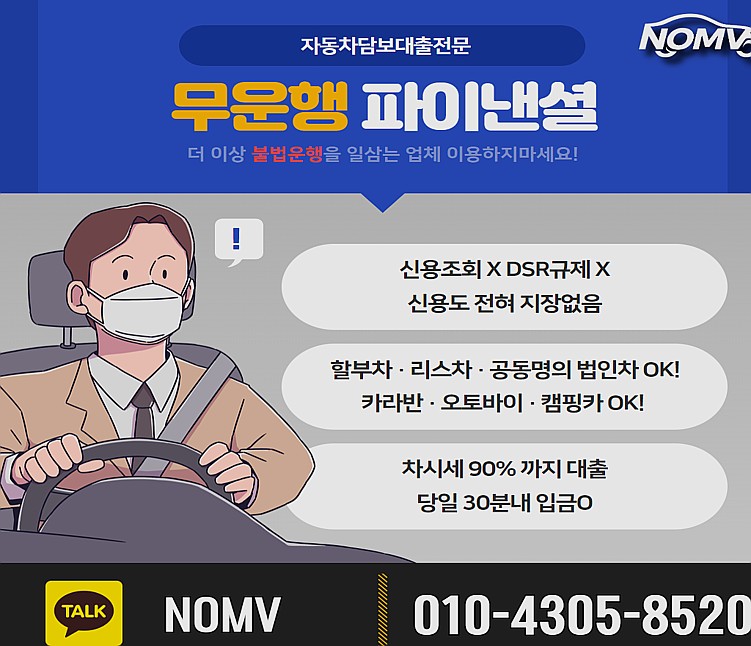 자동차담보대출전문
NOMV
무운행 파이낸셜
더 이상 불법운행을 일삼는 업체 이용하지마세요!
!
신용조회 X DSR규제 X
신용도 전혀 지장없음
할부차 · 리스차 · 공동명의 법인차 OK!
카라반 · 오토바이 · 캠핑카 OK!
차시세 90% 까지 대출
당일 30분내 입금O
TALK
NOMV
010-4305-8520